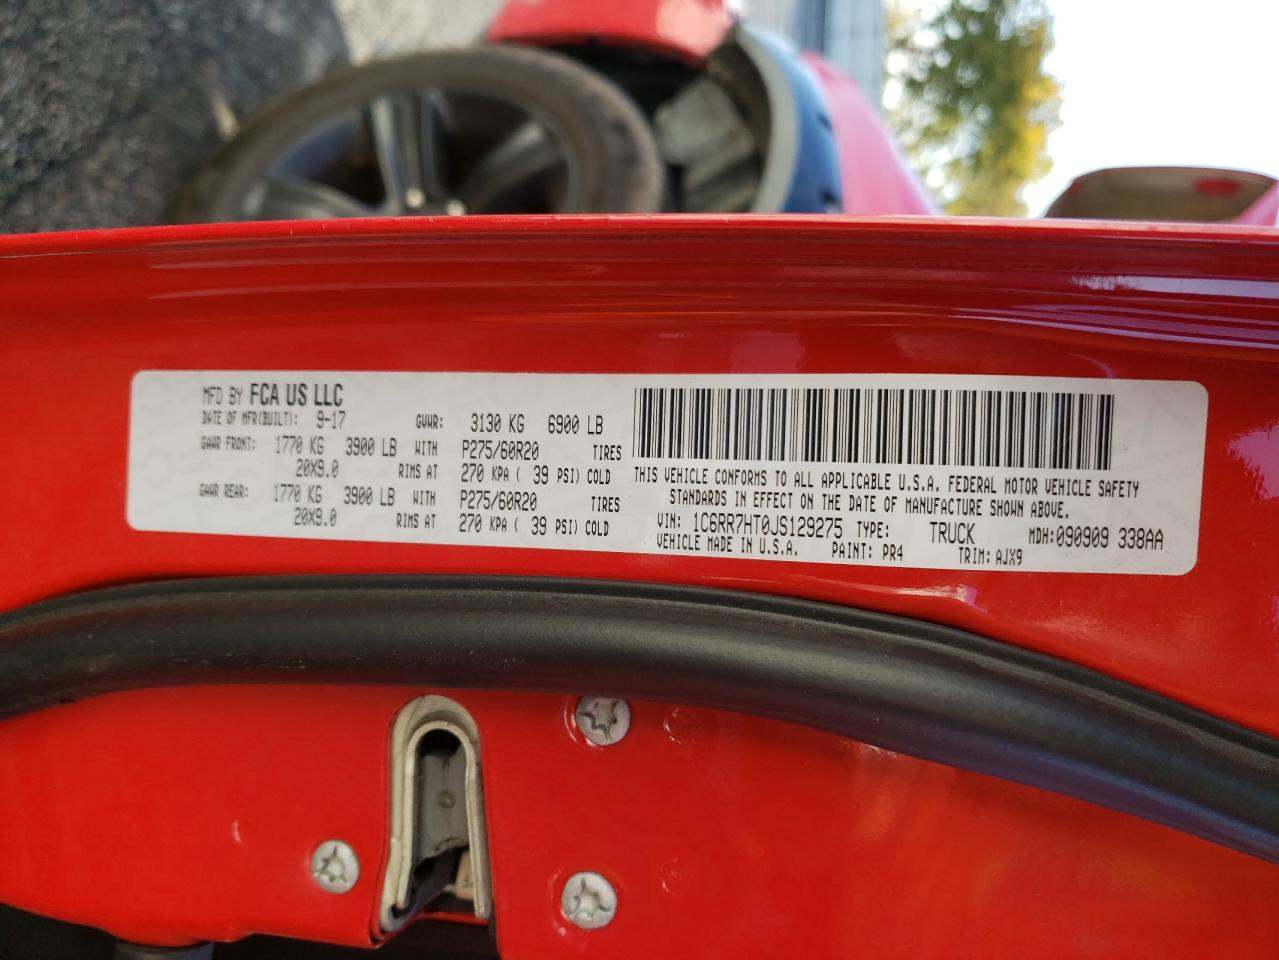 MFD BY FCA US LLC
DATE OF MFR(BUILT): 9-17 GVWR: 3130 KG 6900 LB
GAWR FRONT: 1770 KG 3900 LB WITH P275/60R20 TIRES
20X9.0 RIMS AT 270 KPA ( 39 PSI) COLD
GAWR REAR: 1770 KG 3900 LB WITH P275/60R20 TIRES
20X9.0 RIMS AT 270 KPA ( 39 PSI) COLD
THIS VEHICLE CONFORMS TO ALL APPLICABLE U.S.A. FEDERAL MOTOR VEHICLE SAFETY
STANDARDS IN EFFECT ON THE DATE OF MANUFACTURE SHOWN ABOVE.
VIN: 1C6RR7HT0JS129275 TYPE: TRUCK MDH:090909 338AA
VEHICLE MADE IN U.S.A. PAINT: PR4 TRIM: AJX9